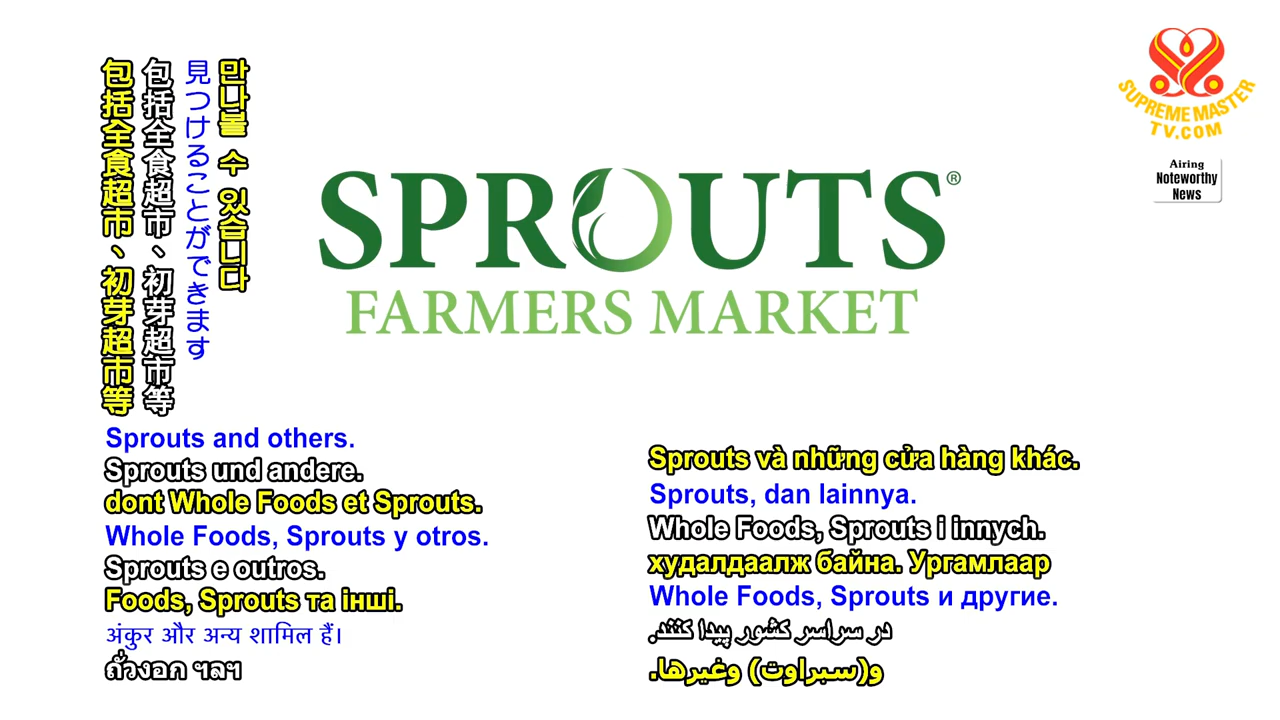 包括全食超市、初芽超市等
包括全食超市、初芽超市等
見つけることができます
만나볼 수 있습니다
SPROUTS®
FARMERS MARKET
SUPREME MASTER
TV.COM
Airing
Noteworthy
News
Sprouts and others.
Sprouts und andere.
dont Whole Foods et Sprouts.
Whole Foods, Sprouts y otros.
Sprouts e outros.
Foods, Sprouts та інші.
अंकुर और अन्य शामिल हैं।
ถั่วงอก ฯลฯ
Sprouts và những cửa hàng khác.
Sprouts, dan lainnya.
Whole Foods, Sprouts i innych.
худалдаалж байна. Ургамлаар
Whole Foods, Sprouts и другие.
در سراسر کشور پیدا کنند.
و(سبراوت) وغيرها.